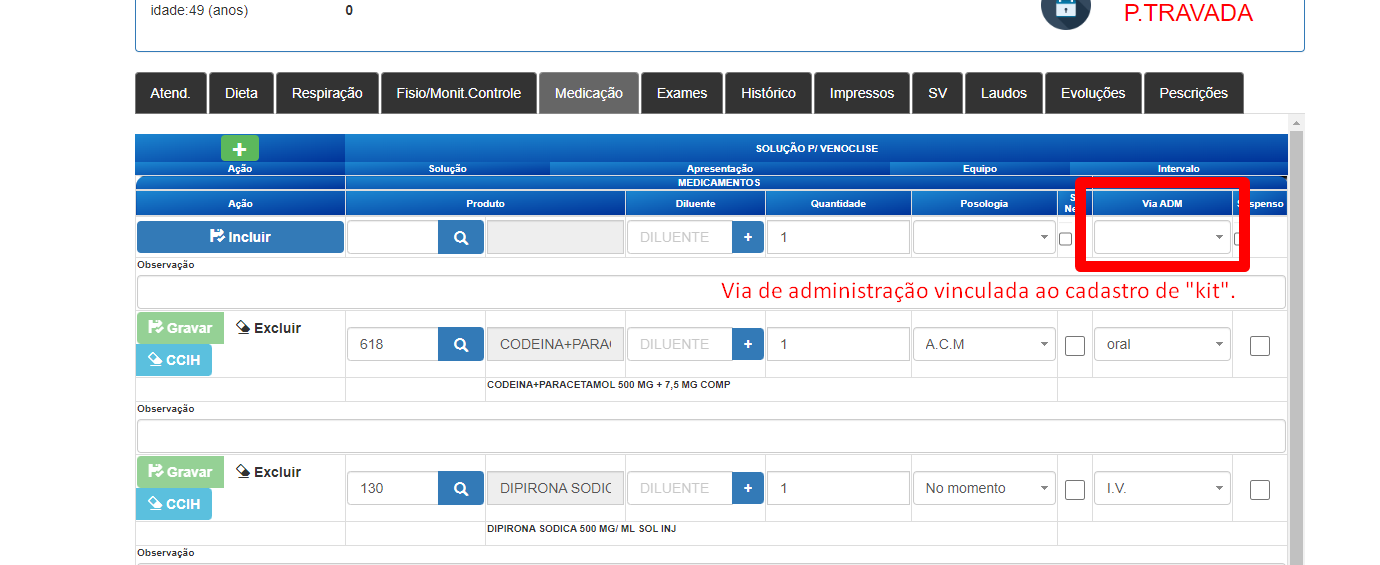 idade:49 (anos) 0
P.TRAVADA
Atend. Dieta Respiração Fisio/Monit.Controle Medicação Exames Histórico Impressos SV Laudos Evoluções Pescrições
SOLUÇÃO P/ VENOCLISE
Ação Solução Apresentação Equipo Intervalo
MEDICAMENTOS
Ação Produto Diluente Quantidade Posologia Via ADM
Incluir DILUENTE + 1
Observação
Via de administração vinculada ao cadastro de "kit".
Gravar Excluir
CCIH
618 CODEINA+PARA DILUENTE + 1 A.C.M oral
CODEINA+PARACETAMOL 500 MG + 7,5 MG COMP
Observação
Gravar Excluir
CCIH
130 DIPIRONA SODIC DILUENTE + 1 No momento I.V.
DIPIRONA SODICA 500 MG/ ML SOL INJ
Observação